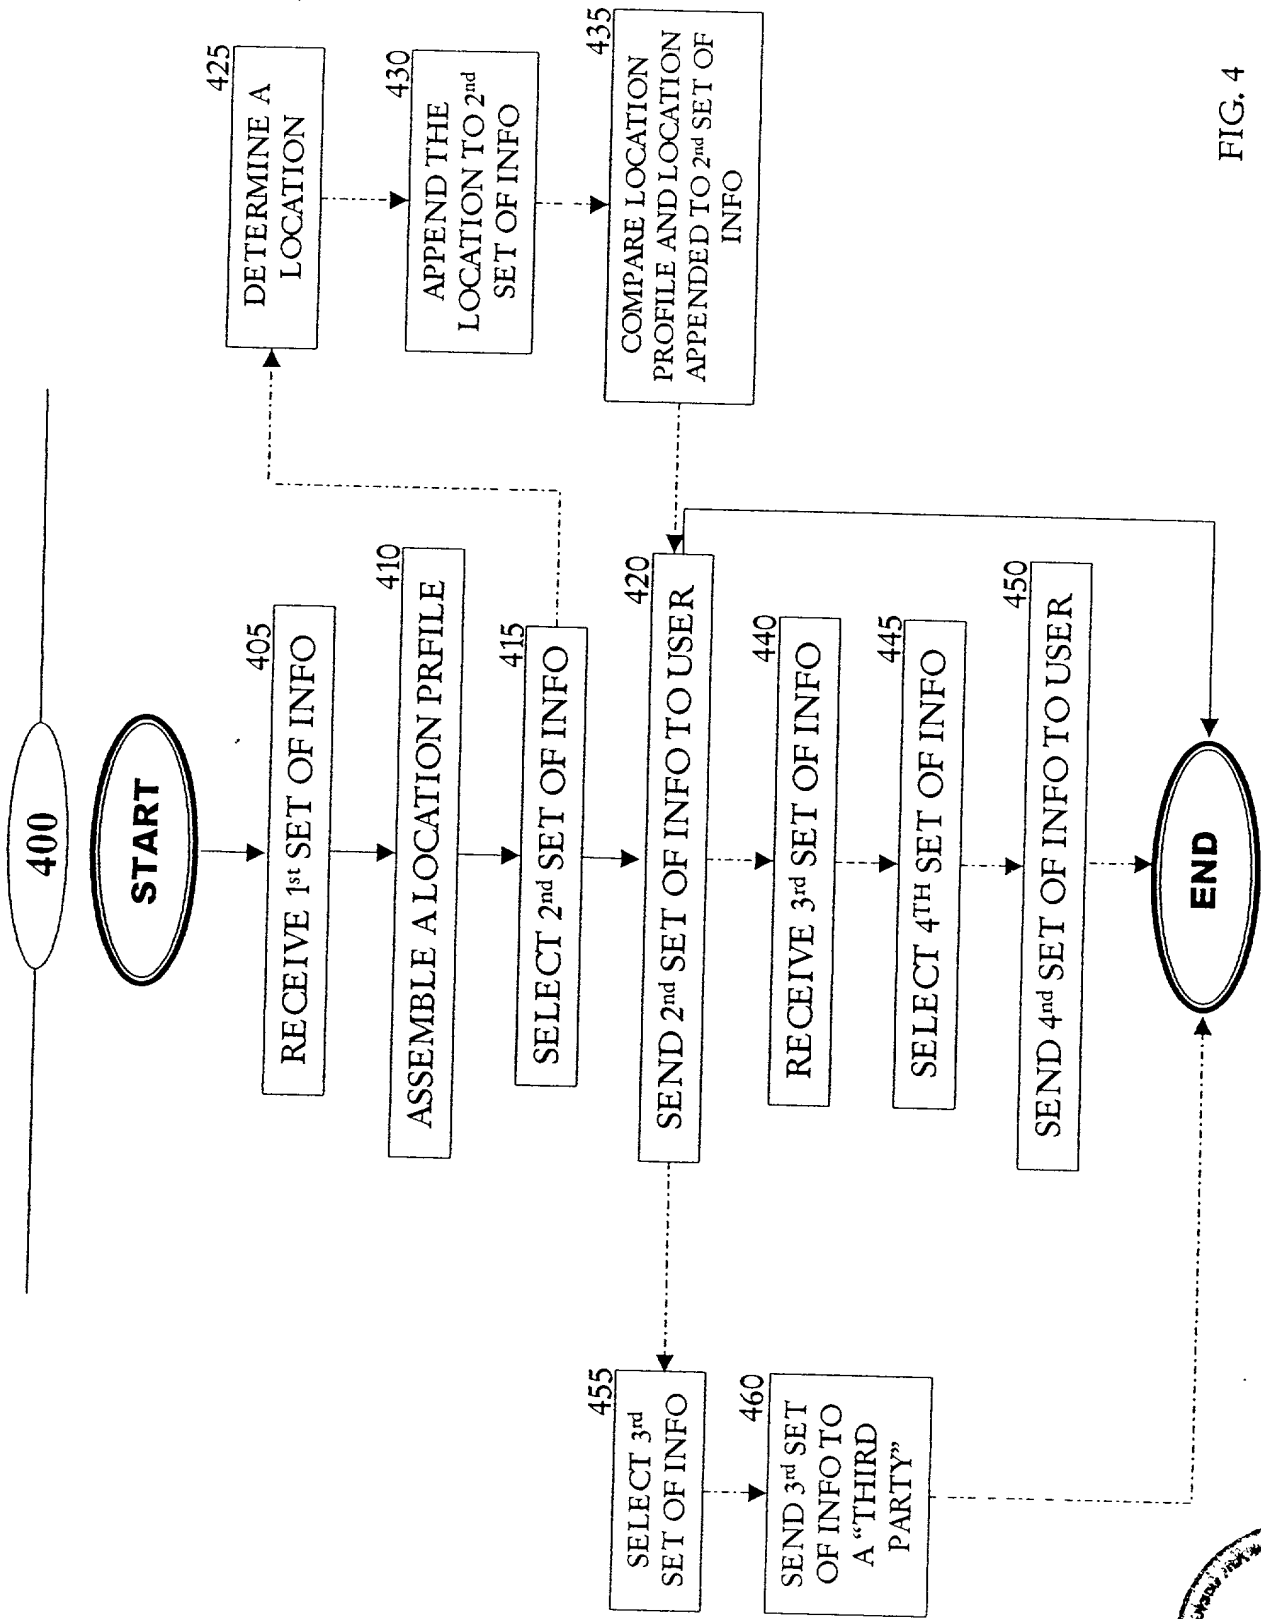 400
START
405
RECEIVE 1st SET OF INFO
410
ASSEMBLE A LOCATION PRFILE
415
SELECT 2nd SET OF INFO
420
SEND 2nd SET OF INFO TO USER
425
DETERMINE A
LOCATION
430
APPEND THE
LOCATION TO 2nd
SET OF INFO
435
COMPARE LOCATION
PROFILE AND LOCATION
APPENDED TO 2nd SET OF
INFO
440
RECEIVE 3rd SET OF INFO
445
SELECT 4TH SET OF INFO
450
SEND 4nd SET OF INFO TO USER
455
SELECT 3rd
SET OF INFO
460
SEND 3rd SET
OF INFO TO
A “THIRD
PARTY”
END
FIG. 4